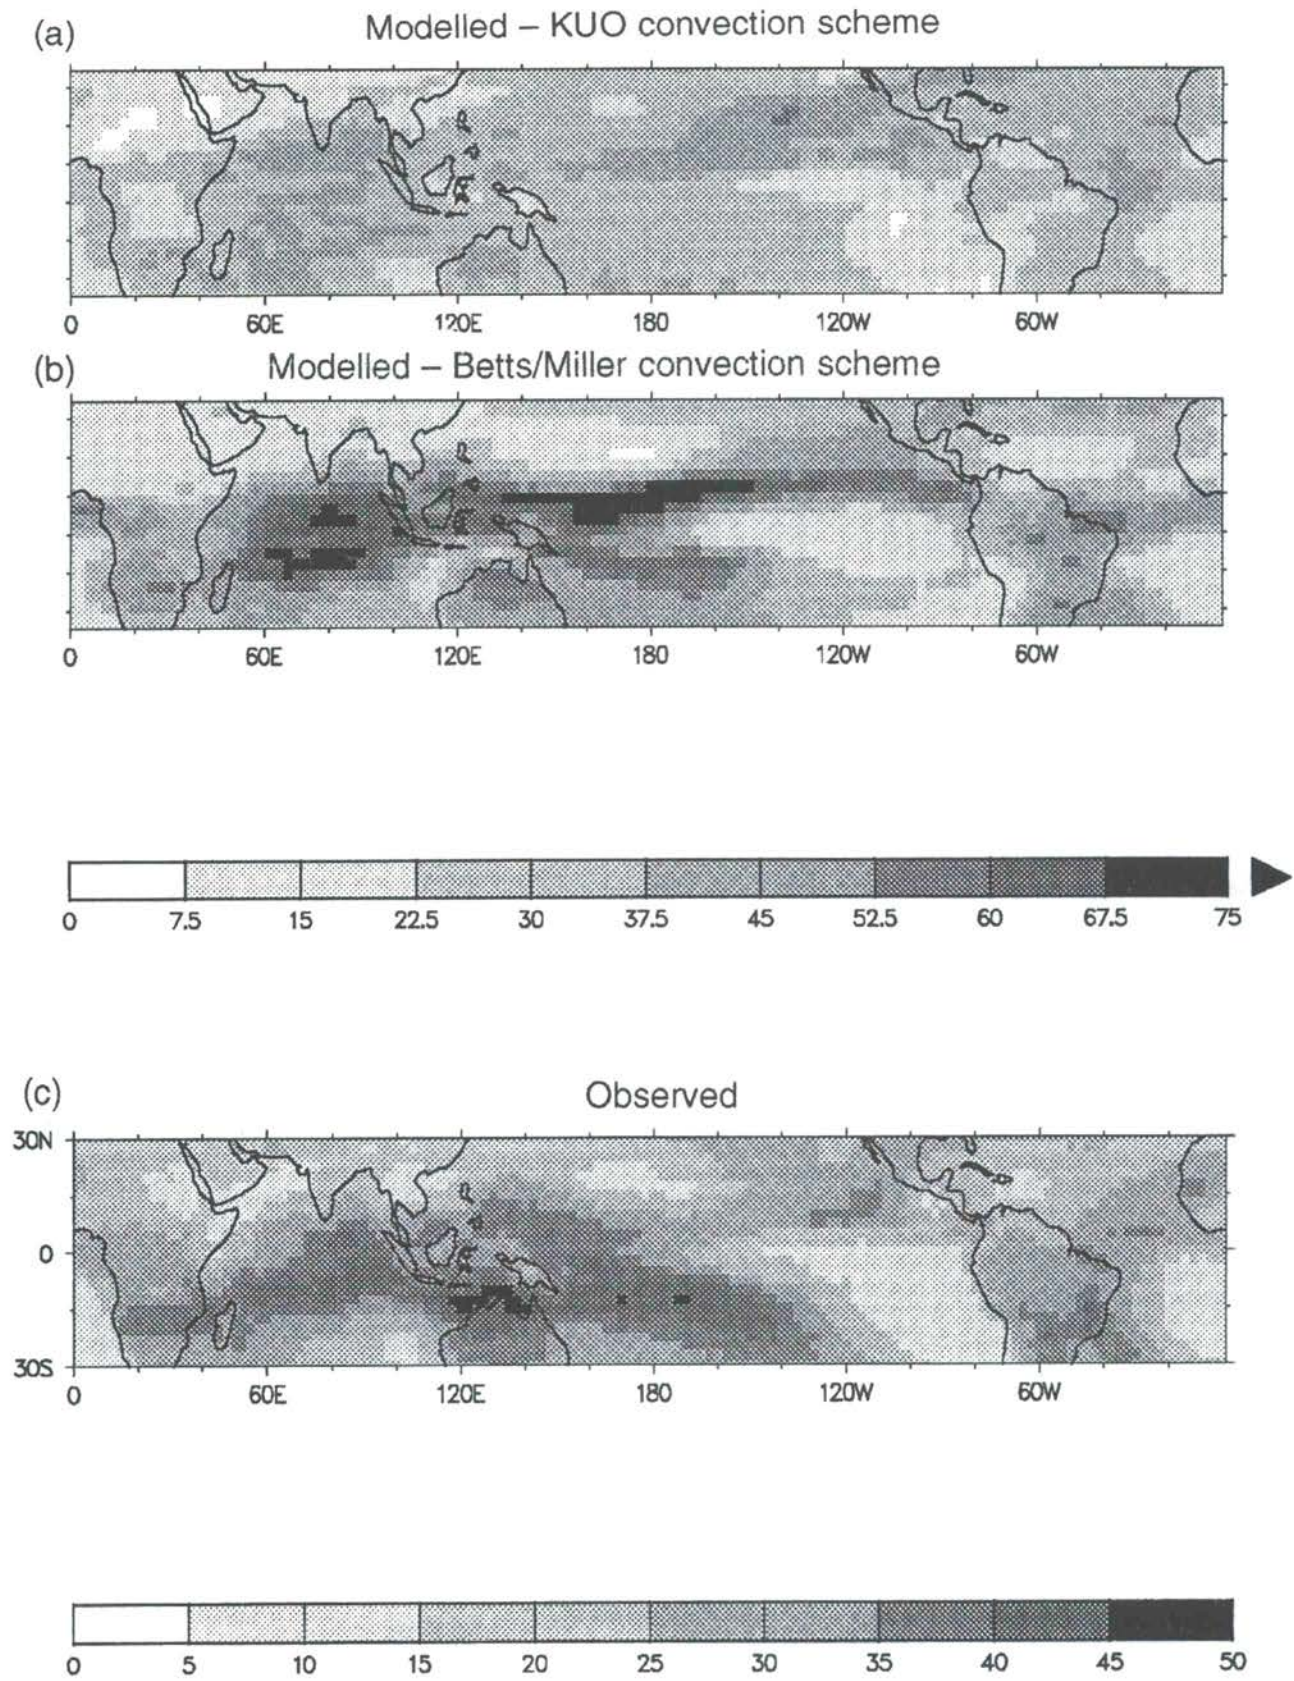 (a) Modelled – KUO convection scheme
0 60E 120E 180 120W 60W
(b) Modelled – Betts/Miller convection scheme
0 60E 120E 180 120W 60W
0 7.5 15 22.5 30 37.5 45 52.5 60 67.5 75
(c) Observed
30N
0
30S
0 60E 120E 180 120W 60W
0 5 10 15 20 25 30 35 40 45 50